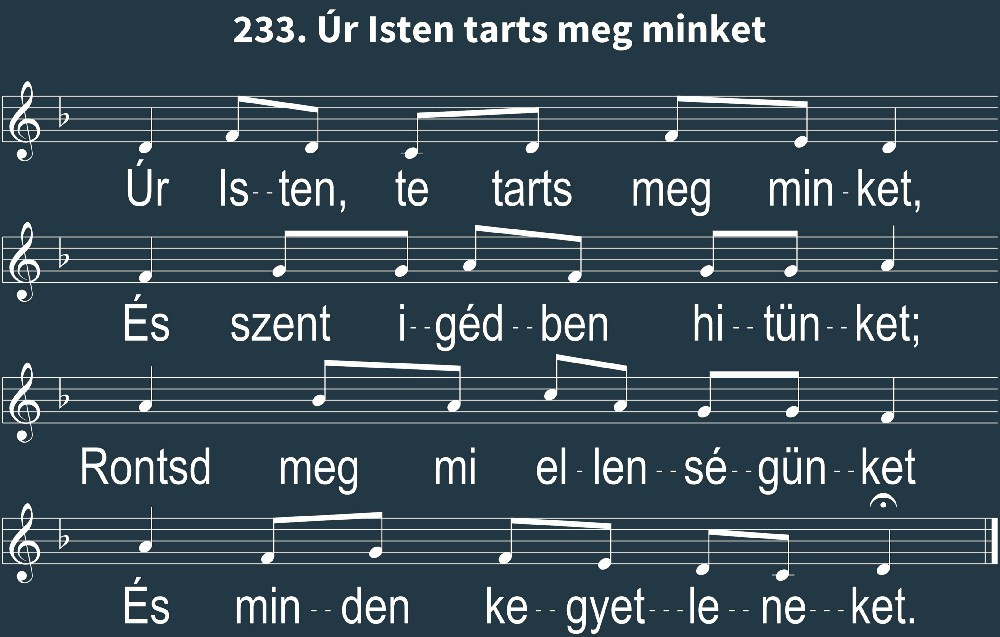 233. Úr Isten tarts meg minket
Úr Is--ten, te tarts meg min-ket,
És szent i--géd--ben hi--tün--ket;
Rontsd meg mi el-len--sé--gün--ket
És min--den ke--gyet---le--ne---ket.